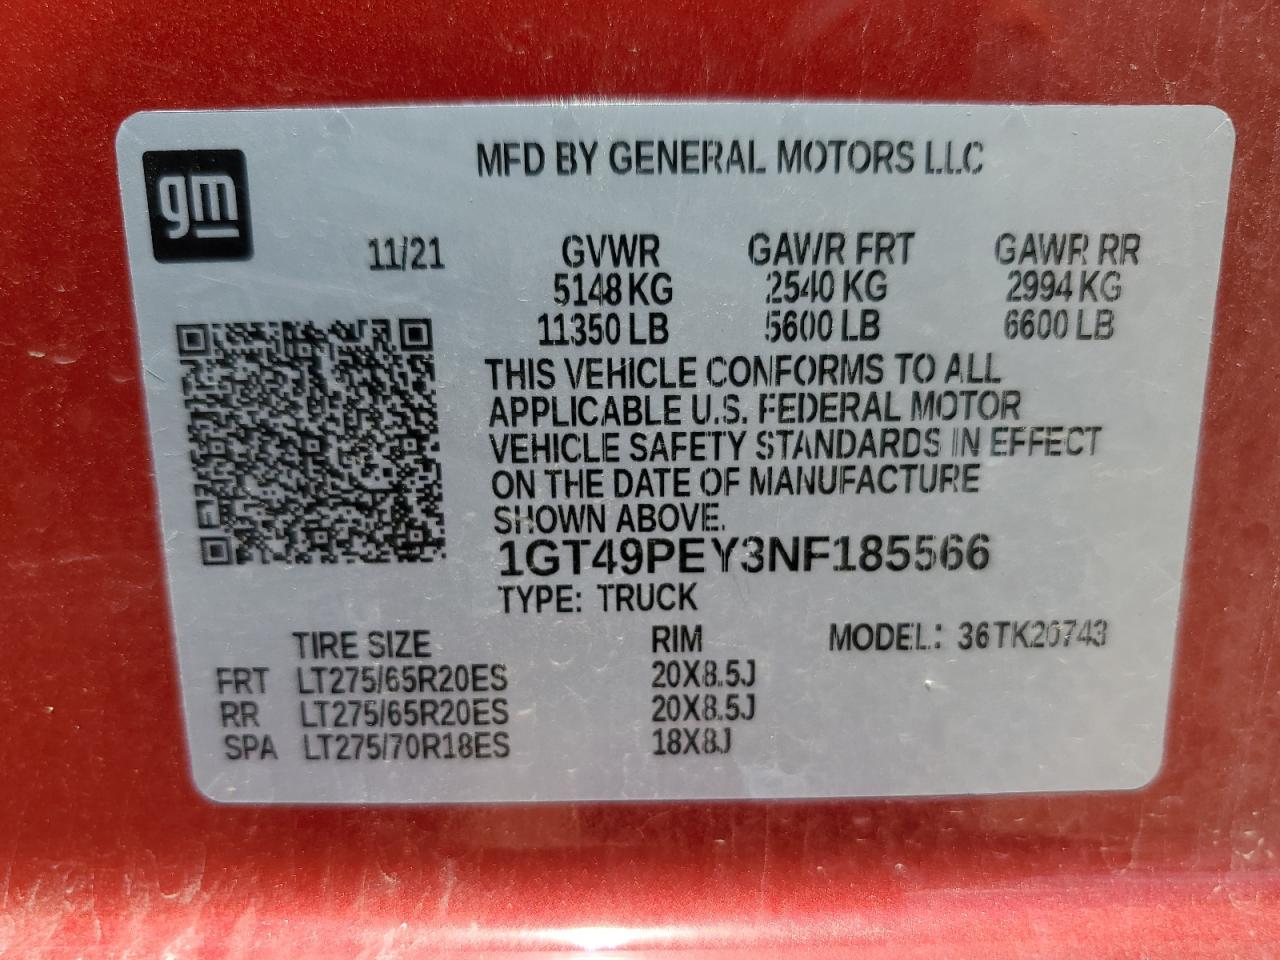 MFD BY GENERAL MOTORS LLC
gm
11/21 GVWR GAWR FRT GAWR RR
5148 KG 2540 KG 2994 KG
11350 LB 5600 LB 6600 LB
THIS VEHICLE CONFORMS TO ALL
APPLICABLE U.S. FEDERAL MOTOR
VEHICLE SAFETY STANDARDS IN EFFECT
ON THE DATE OF MANUFACTURE
SHOWN ABOVE.
1GT49PEY3NF185566
TYPE: TRUCK
TIRE SIZE RIM MODEL: 36TK20743
FRT LT275/65R20ES 20X8.5J
RR LT275/65R20ES 20X8.5J
SPA LT275/70R18ES 18X8J